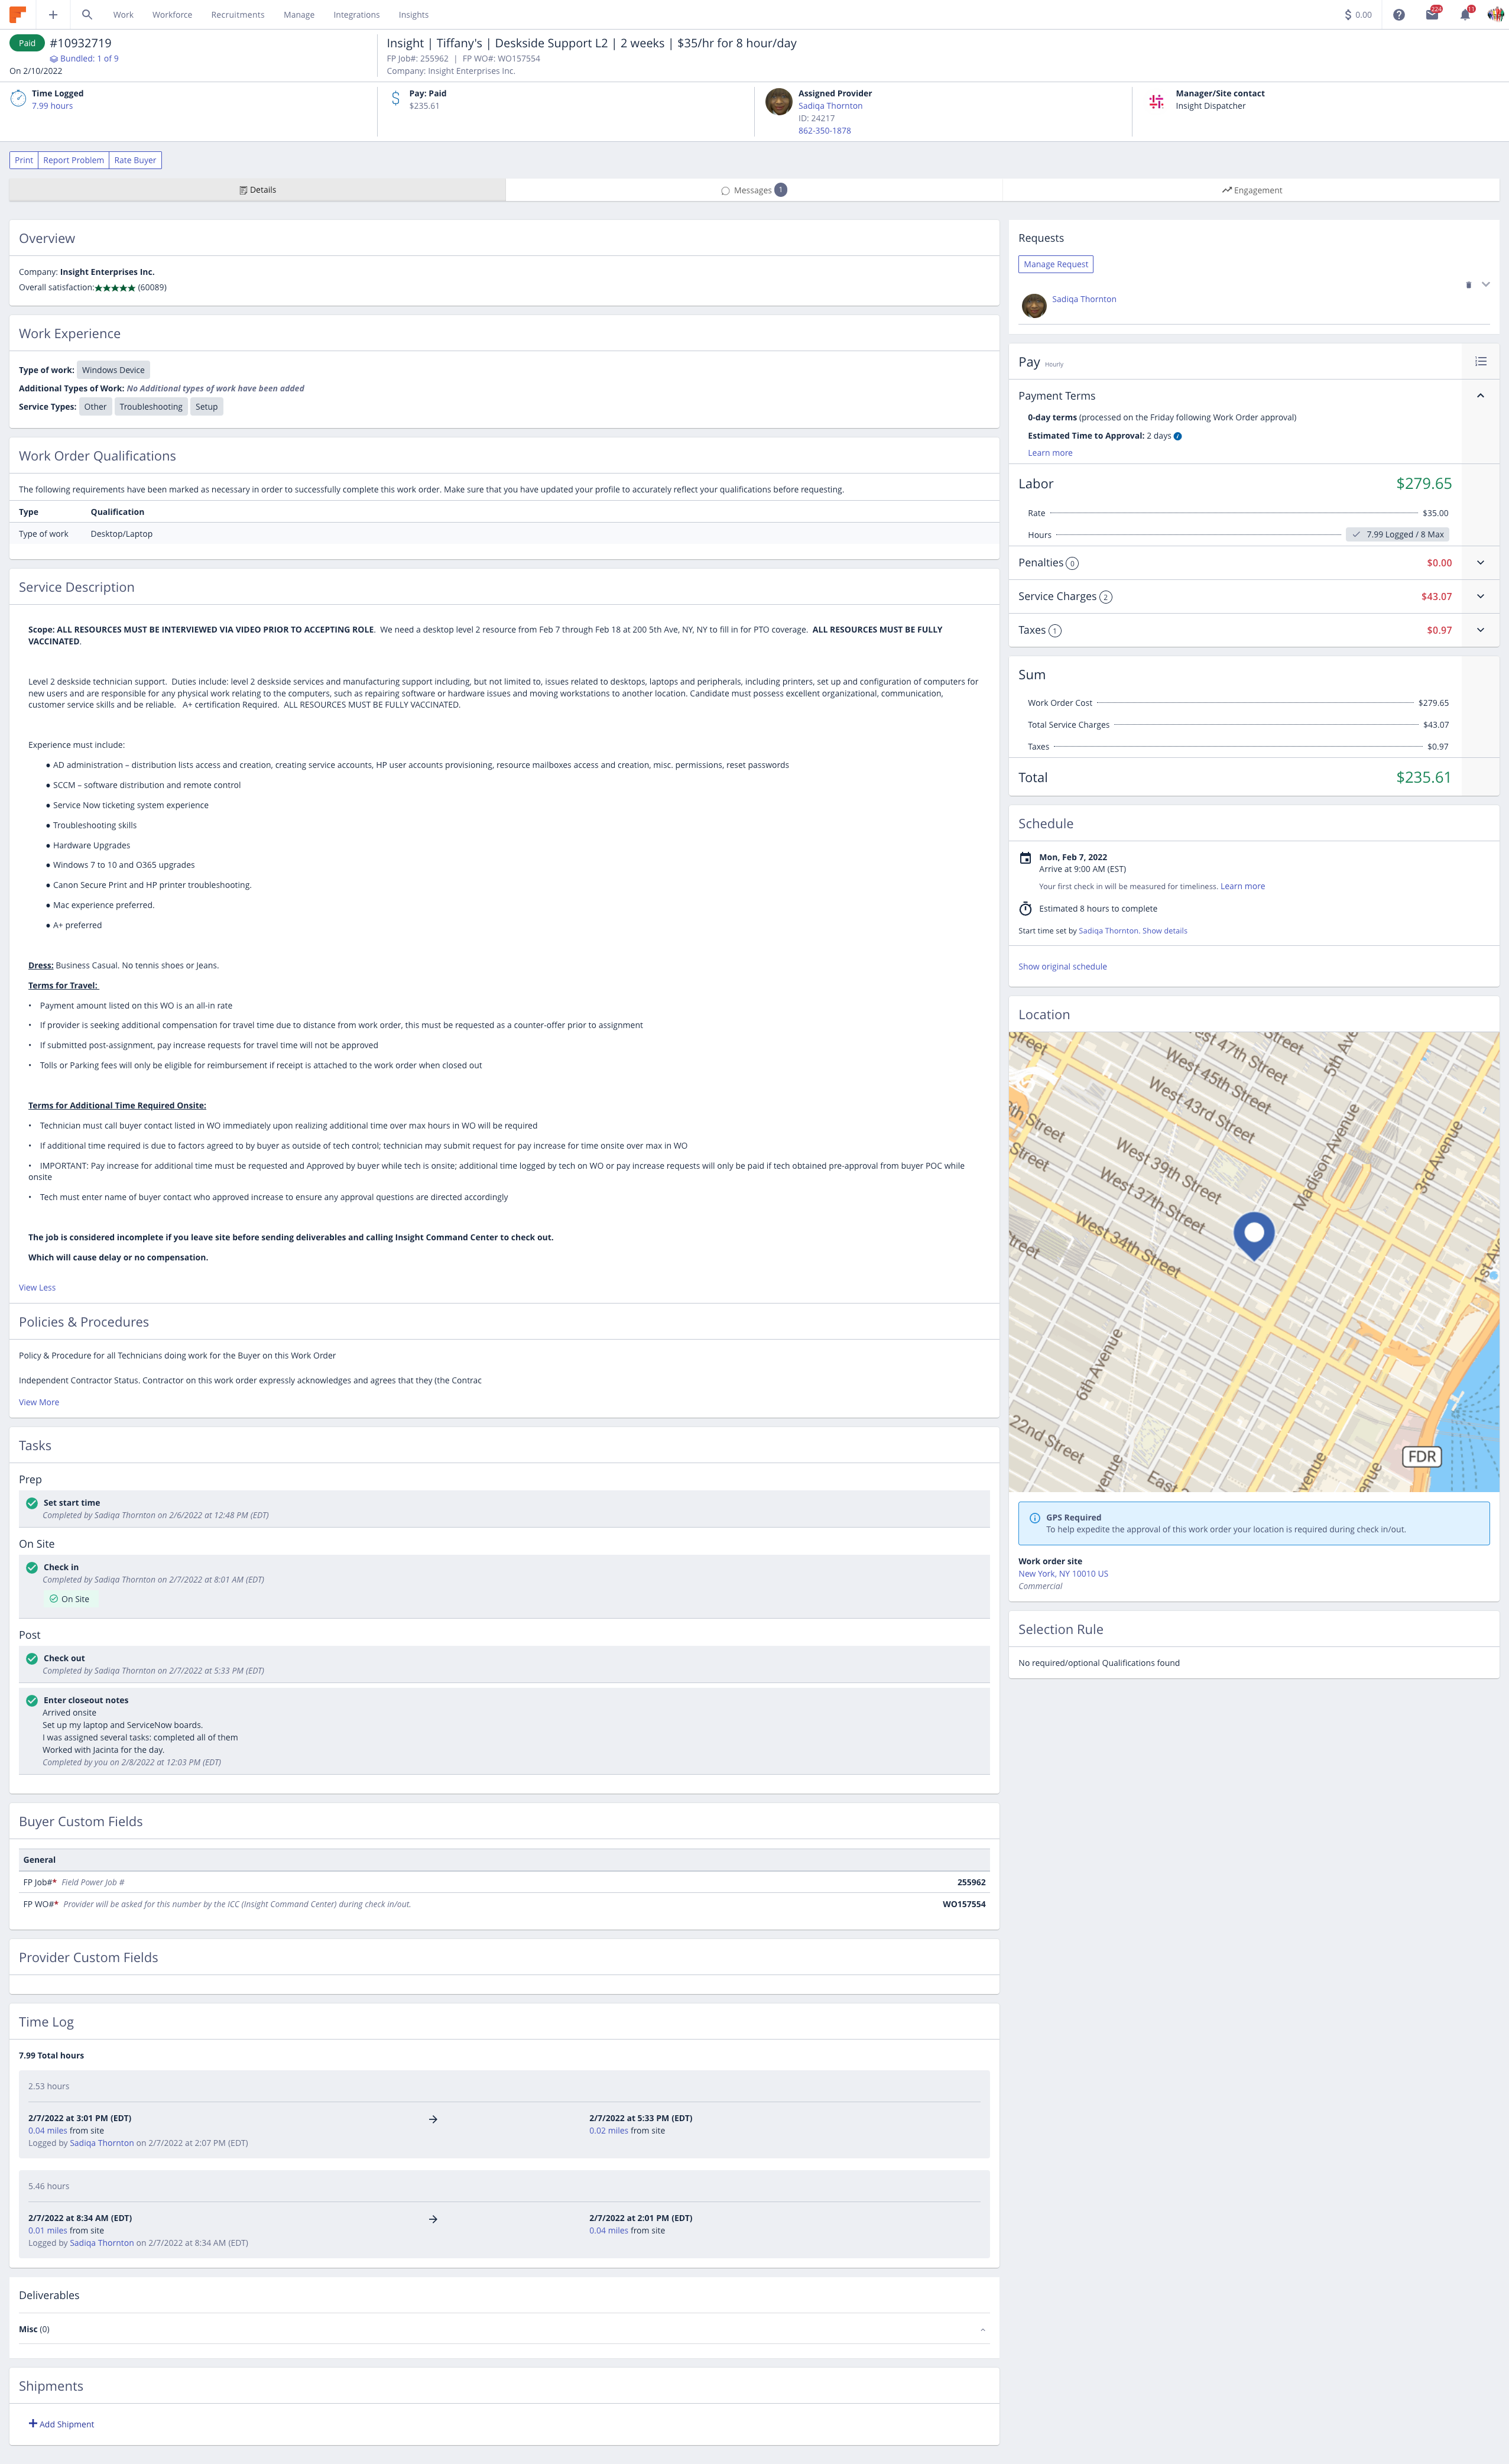 Work Workforce Recruitments Manage Integrations Insights $ 0.00 224 11
Paid #10932719
Bundled: 1 of 9
On 2/10/2022
Insight | Tiffany's | Deskside Support L2 | 2 weeks | $35/hr for 8 hour/day
FP Job#: 255962 | FP WO#: WO157554
Company: Insight Enterprises Inc.
Time Logged
7.99 hours
Pay: Paid
$235.61
Assigned Provider
Sadiqa Thornton
ID: 24217
862-350-1878
Manager/Site contact
Insight Dispatcher
Print Report Problem Rate Buyer
Details Messages 1 Engagement
Overview
Company: Insight Enterprises Inc.
Overall satisfaction:★★★★★ (60089)
Work Experience
Type of work: Windows Device
Additional Types of Work: No Additional types of work have been added
Service Types: Other Troubleshooting Setup
Work Order Qualifications
The following requirements have been marked as necessary in order to successfully complete this work order. Make sure that you have updated your profile to accurately reflect your qualifications before requesting.
Type Qualification
Type of work Desktop/Laptop
Service Description
Scope: ALL RESOURCES MUST BE INTERVIEWED VIA VIDEO PRIOR TO ACCEPTING ROLE. We need a desktop level 2 resource from Feb 7 through Feb 18 at 200 5th Ave, NY, NY to fill in for PTO coverage. ALL RESOURCES MUST BE FULLY
VACCINATED.
Level 2 deskside technician support. Duties include: level 2 deskside services and manufacturing support including, but not limited to, issues related to desktops, laptops and peripherals, including printers, set up and configuration of computers for
new users and are responsible for any physical work relating to the computers, such as repairing software or hardware issues and moving workstations to another location. Candidate must possess excellent organizational, communication,
customer service skills and be reliable. A+ certification Required. ALL RESOURCES MUST BE FULLY VACCINATED.
Experience must include:
● AD administration – distribution lists access and creation, creating service accounts, HP user accounts provisioning, resource mailboxes access and creation, misc. permissions, reset passwords
● SCCM – software distribution and remote control
● Service Now ticketing system experience
● Troubleshooting skills
● Hardware Upgrades
● Windows 7 to 10 and O365 upgrades
● Canon Secure Print and HP printer troubleshooting.
● Mac experience preferred.
● A+ preferred
Dress: Business Casual. No tennis shoes or Jeans.
Terms for Travel:
• Payment amount listed on this WO is an all-in rate
• If provider is seeking additional compensation for travel time due to distance from work order, this must be requested as a counter-offer prior to assignment
• If submitted post-assignment, pay increase requests for travel time will not be approved
• Tolls or Parking fees will only be eligible for reimbursement if receipt is attached to the work order when closed out
Terms for Additional Time Required Onsite:
• Technician must call buyer contact listed in WO immediately upon realizing additional time over max hours in WO will be required
• If additional time required is due to factors agreed to by buyer as outside of tech control; technician may submit request for pay increase for time onsite over max in WO
• IMPORTANT: Pay increase for additional time must be requested and Approved by buyer while tech is onsite; additional time logged by tech on WO or pay increase requests will only be paid if tech obtained pre-approval from buyer POC while
onsite
• Tech must enter name of buyer contact who approved increase to ensure any approval questions are directed accordingly
The job is considered incomplete if you leave site before sending deliverables and calling Insight Command Center to check out.
Which will cause delay or no compensation.
View Less
Policies & Procedures
Policy & Procedure for all Technicians doing work for the Buyer on this Work Order
Independent Contractor Status. Contractor on this work order expressly acknowledges and agrees that they (the Contrac
View More
Tasks
Prep
Set start time
Completed by Sadiqa Thornton on 2/6/2022 at 12:48 PM (EDT)
On Site
Check in
Completed by Sadiqa Thornton on 2/7/2022 at 8:01 AM (EDT)
On Site
Post
Check out
Completed by Sadiqa Thornton on 2/7/2022 at 5:33 PM (EDT)
Enter closeout notes
Arrived onsite
Set up my laptop and ServiceNow boards.
I was assigned several tasks: completed all of them
Worked with Jacinta for the day.
Completed by you on 2/8/2022 at 12:03 PM (EDT)
Buyer Custom Fields
General
FP Job#* Field Power Job # 255962
FP WO#* Provider will be asked for this number by the ICC (Insight Command Center) during check in/out. WO157554
Provider Custom Fields
Time Log
7.99 Total hours
2.53 hours
2/7/2022 at 3:01 PM (EDT) 2/7/2022 at 5:33 PM (EDT)
0.04 miles from site 0.02 miles from site
Logged by Sadiqa Thornton on 2/7/2022 at 2:07 PM (EDT)
5.46 hours
2/7/2022 at 8:34 AM (EDT) 2/7/2022 at 2:01 PM (EDT)
0.01 miles from site 0.04 miles from site
Logged by Sadiqa Thornton on 2/7/2022 at 8:34 AM (EDT)
Deliverables
Misc (0)
Shipments
Add Shipment
Requests
Manage Request
Sadiqa Thornton
Pay Hourly
Payment Terms
0-day terms (processed on the Friday following Work Order approval)
Estimated Time to Approval: 2 days
Learn more
Labor $279.65
Rate $35.00
Hours 7.99 Logged / 8 Max
Penalties 0 $0.00
Service Charges 2 $43.07
Taxes 1 $0.97
Sum
Work Order Cost $279.65
Total Service Charges $43.07
Taxes $0.97
Total $235.61
Schedule
Mon, Feb 7, 2022
Arrive at 9:00 AM (EST)
Your first check in will be measured for timeliness. Learn more
Estimated 8 hours to complete
Start time set by Sadiqa Thornton. Show details
Show original schedule
Location
Street
West 47th Street
Street
5th Ave
West 45th Street
West 43rd Street
9th Street
Madison Avenue
West 39th Street
3rd Avenue
Street
West 37th Street
West 34th Street
Street
1st A
6th Avenue
22nd Street
FDR
venue
East
venue
venue
GPS Required
To help expedite the approval of this work order your location is required during check in/out.
Work order site
New York, NY 10010 US
Commercial
Selection Rule
No required/optional Qualifications found